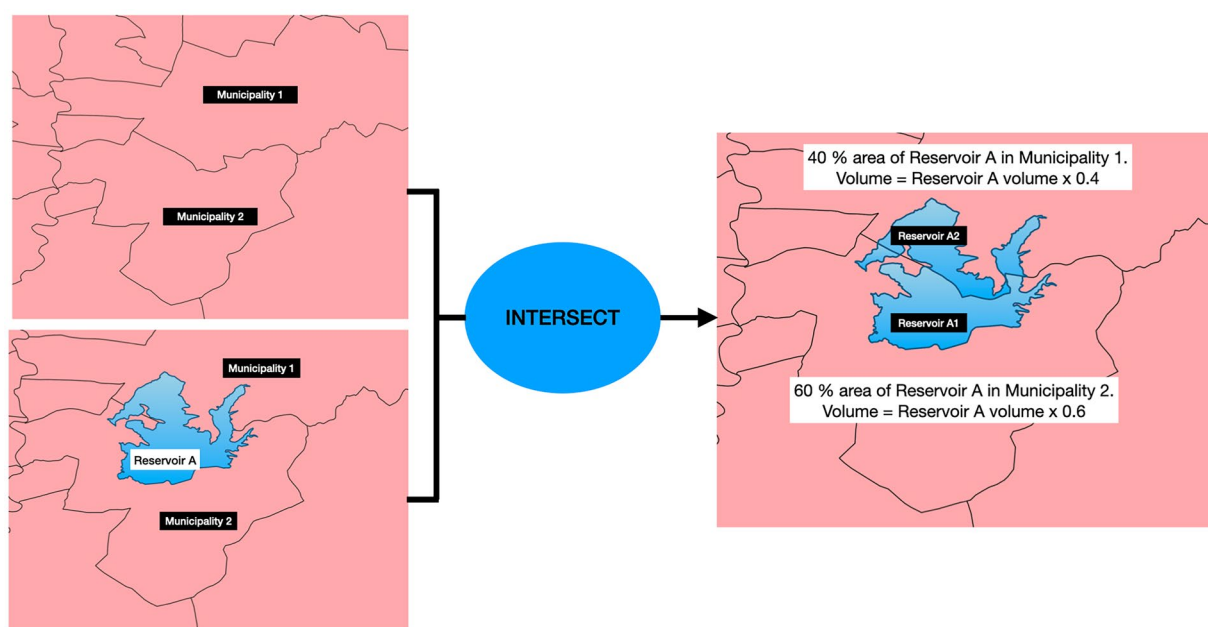 Municipality 1
Municipality 2
Municipality 1
Reservoir A
Municipality 2
INTERSECT
40 % area of Reservoir A in Municipality 1.
Volume = Reservoir A volume x 0.4
Reservoir A2
Reservoir A1
60 % area of Reservoir A in Municipality 2.
Volume = Reservoir A volume x 0.6